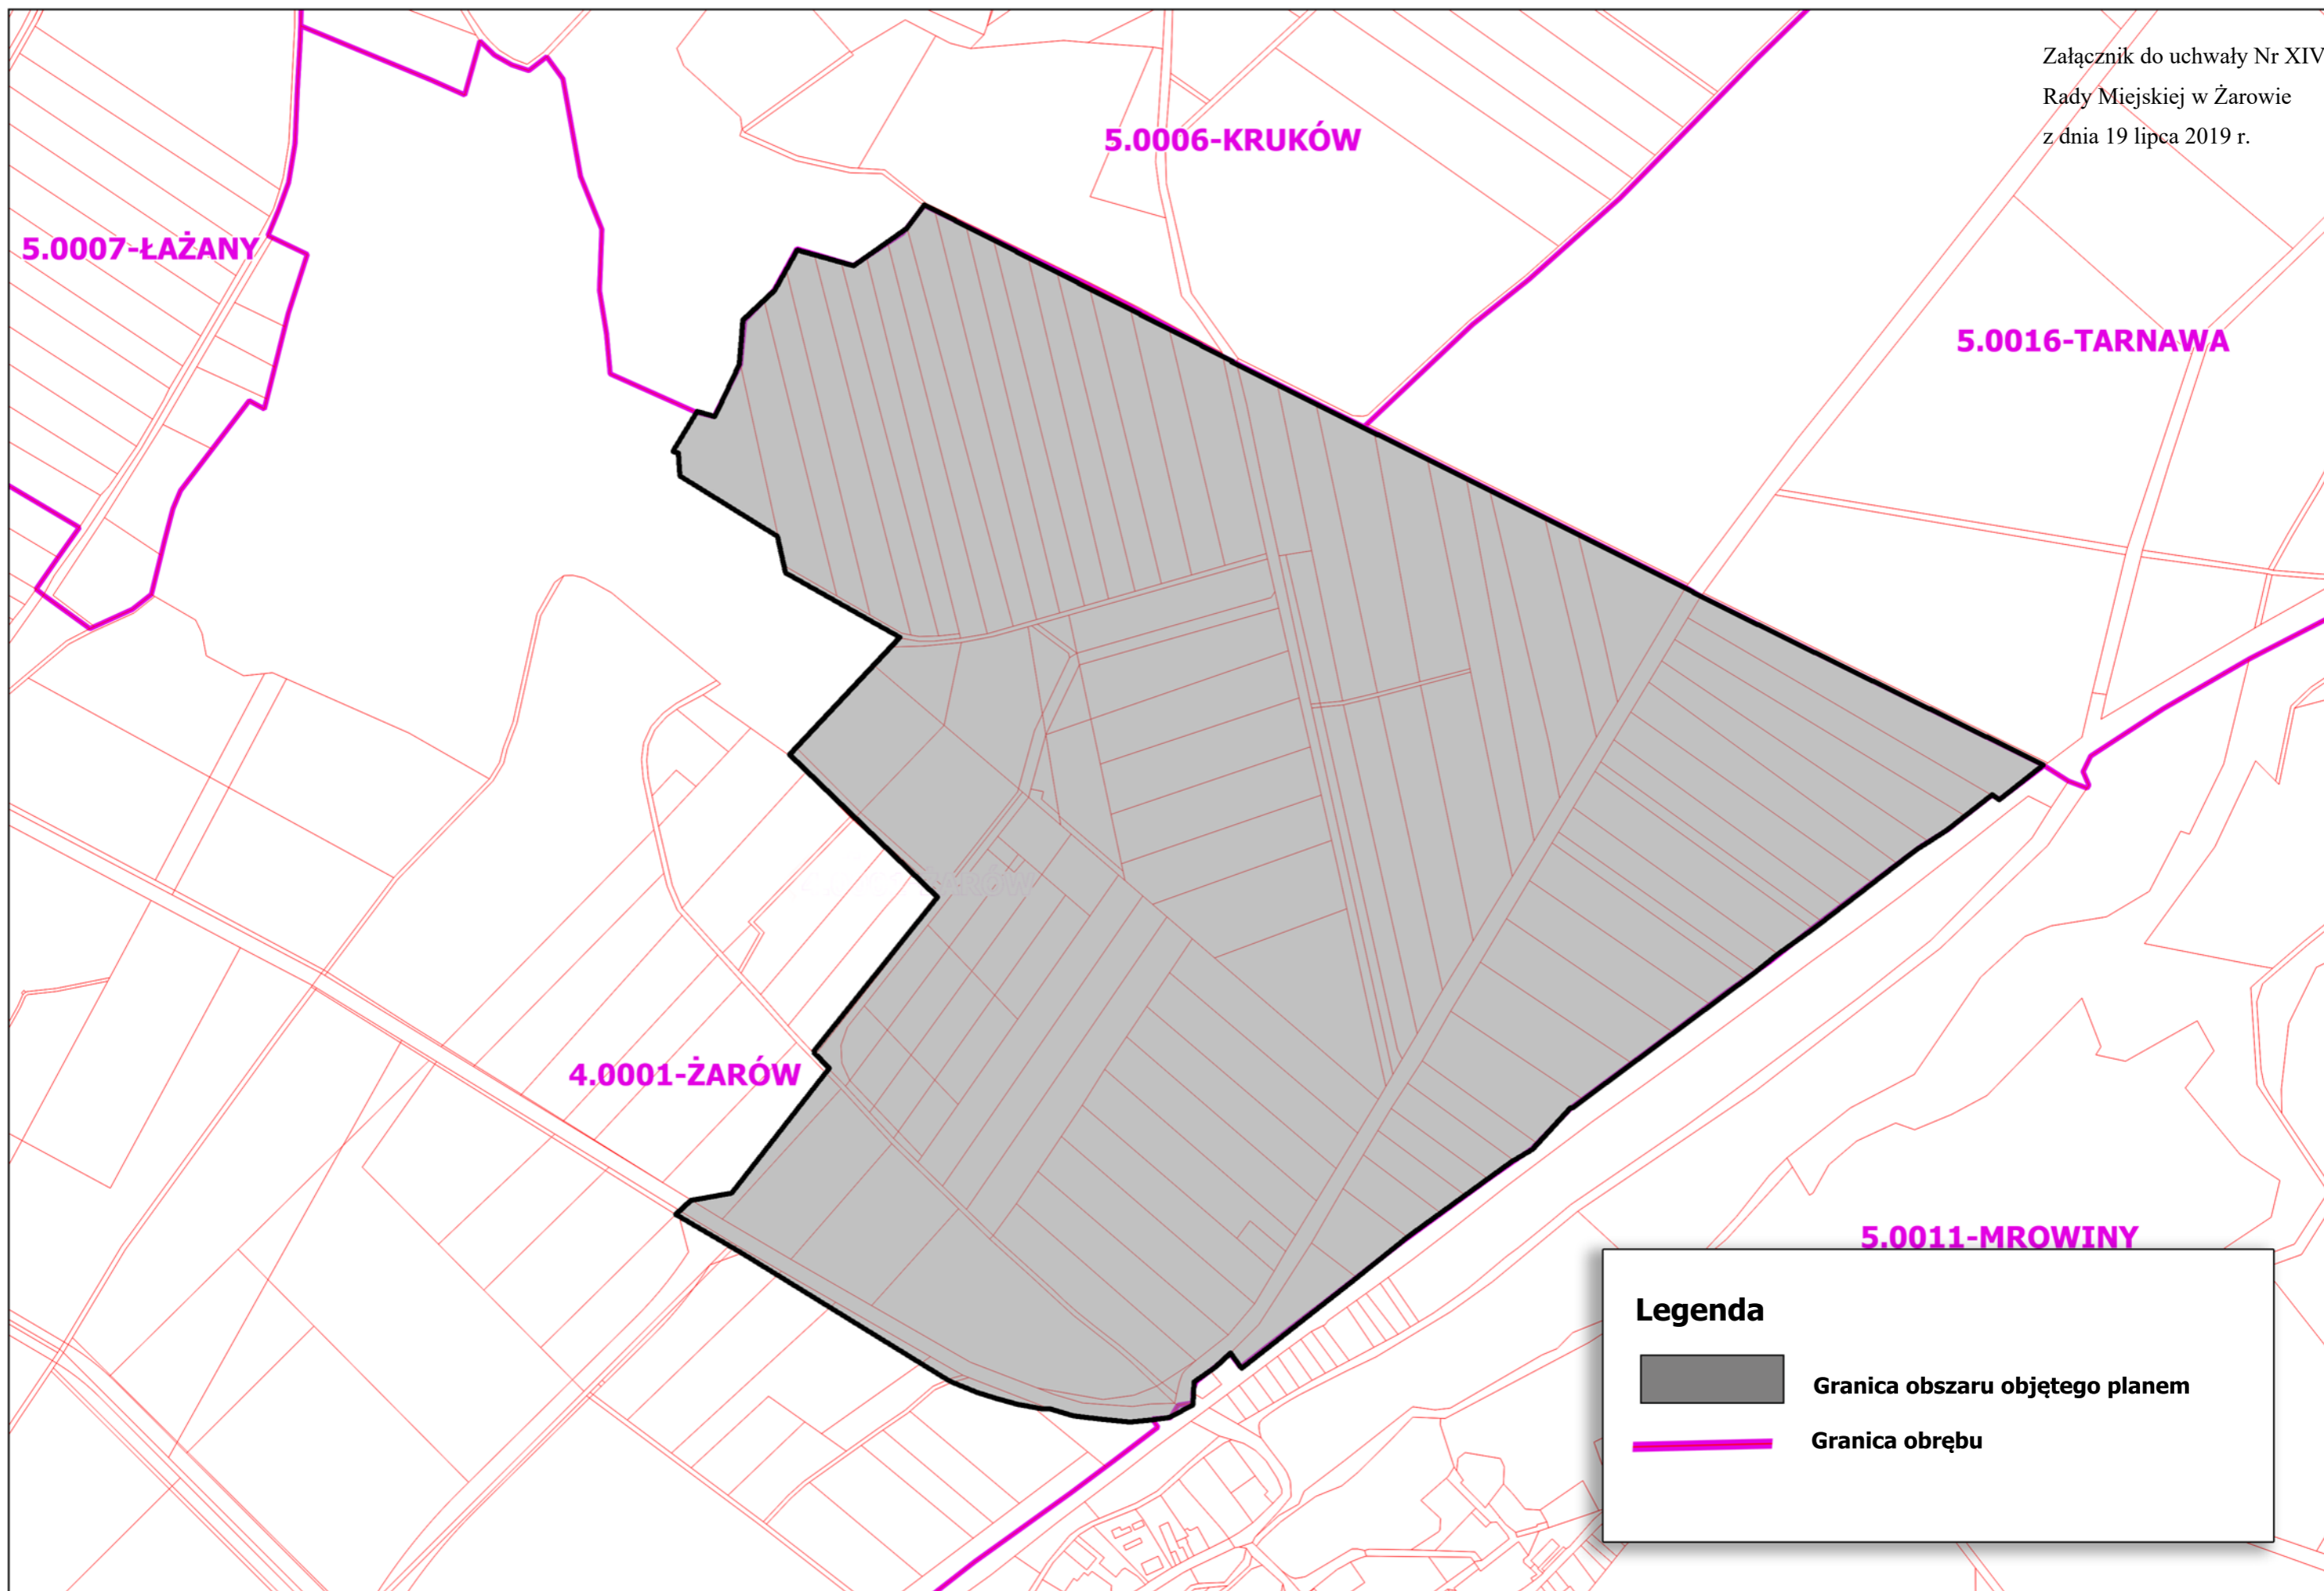 Załącznik do uchwały Nr XIV
Rady Miejskiej w Żarowie
z dnia 19 lipca 2019 r.
5.0006-KRUKÓW
5.0007-ŁAŻANY
5.0016-TARNAWA
4.0001-ŻARÓW
5.0011-MROWINY
Legenda
Granica obszaru objętego planem
Granica obrębu